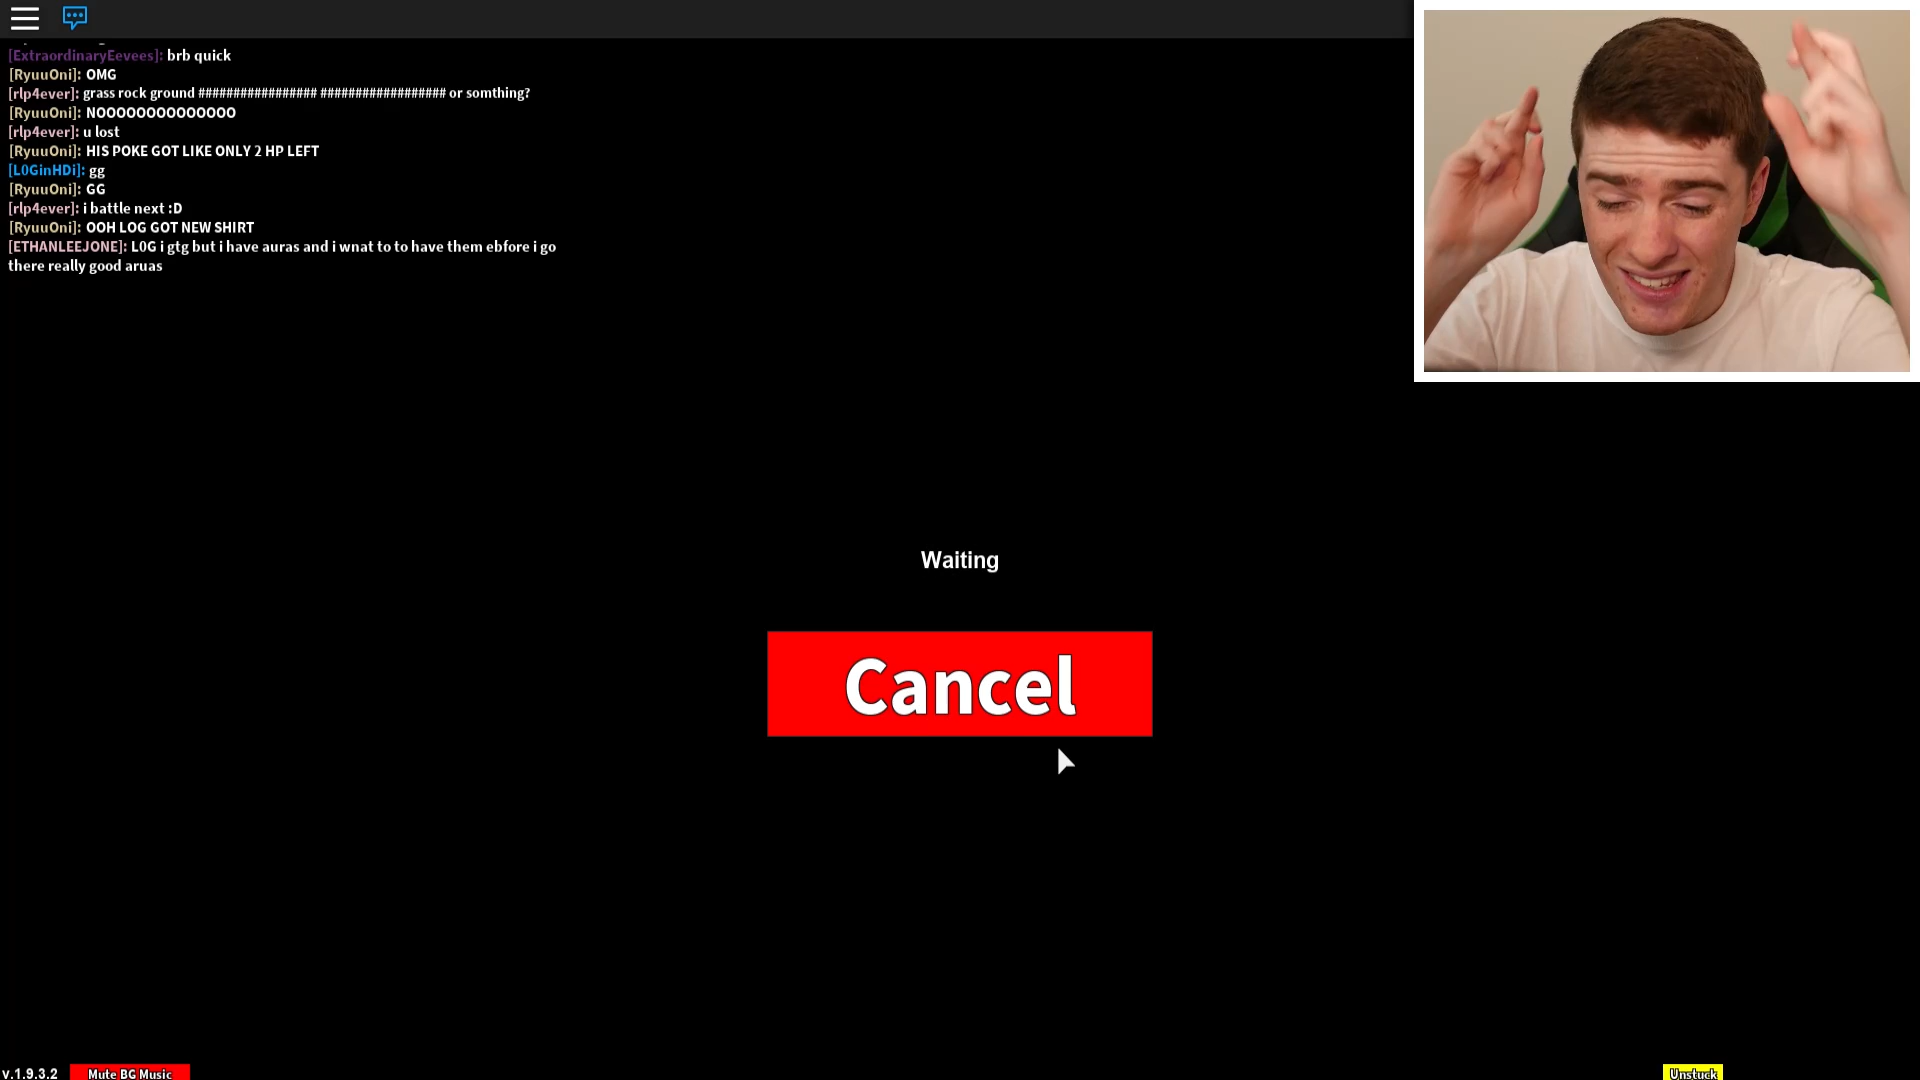 [ExtraordinaryEevees]: brb quick
[RyuuOni]: OMG
[rlp4ever]: grass rock ground ################# ################## or somthing?
[RyuuOni]: NOOOOOOOOOOOOOO
[rlp4ever]: u lost
[RyuuOni]: HIS POKE GOT LIKE ONLY 2 HP LEFT
[L0GinHDi]: gg
[RyuuOni]: GG
[rlp4ever]: i battle next :D
[RyuuOni]: OOH LOG GOT NEW SHIRT
[ETHANLEEJONE]: L0G i gtg but i have auras and i wnat to to have them ebfore i go
there really good aruas
Waiting
Cancel
v.1.9.3.2
Mute BG Music
Unstuck